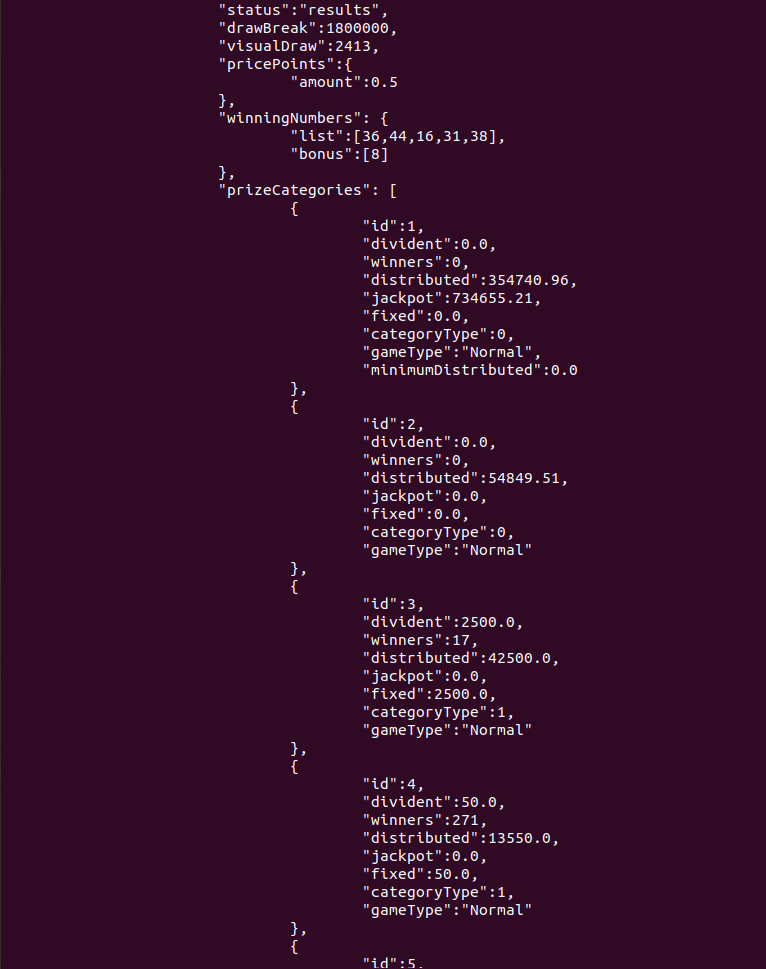 "status":"results",
"drawBreak":1800000,
"visualDraw":2413,
"pricePoints":{
"amount":0.5
},
"winningNumbers": {
"list":[36,44,16,31,38],
"bonus":[8]
},
"prizeCategories": [
{
"id":1,
"divident":0.0,
"winners":0,
"distributed":354740.96,
"jackpot":734655.21,
"fixed":0.0,
"categoryType":0,
"gameType":"Normal",
"minimumDistributed":0.0
},
{
"id":2,
"divident":0.0,
"winners":0,
"distributed":54849.51,
"jackpot":0.0,
"fixed":0.0,
"categoryType":0,
"gameType":"Normal"
},
{
"id":3,
"divident":2500.0,
"winners":17,
"distributed":42500.0,
"jackpot":0.0,
"fixed":2500.0,
"categoryType":1,
"gameType":"Normal"
},
{
"id":4,
"divident":50.0,
"winners":271,
"distributed":13550.0,
"jackpot":0.0,
"fixed":50.0,
"categoryType":1,
"gameType":"Normal"
},
{
"id":5,